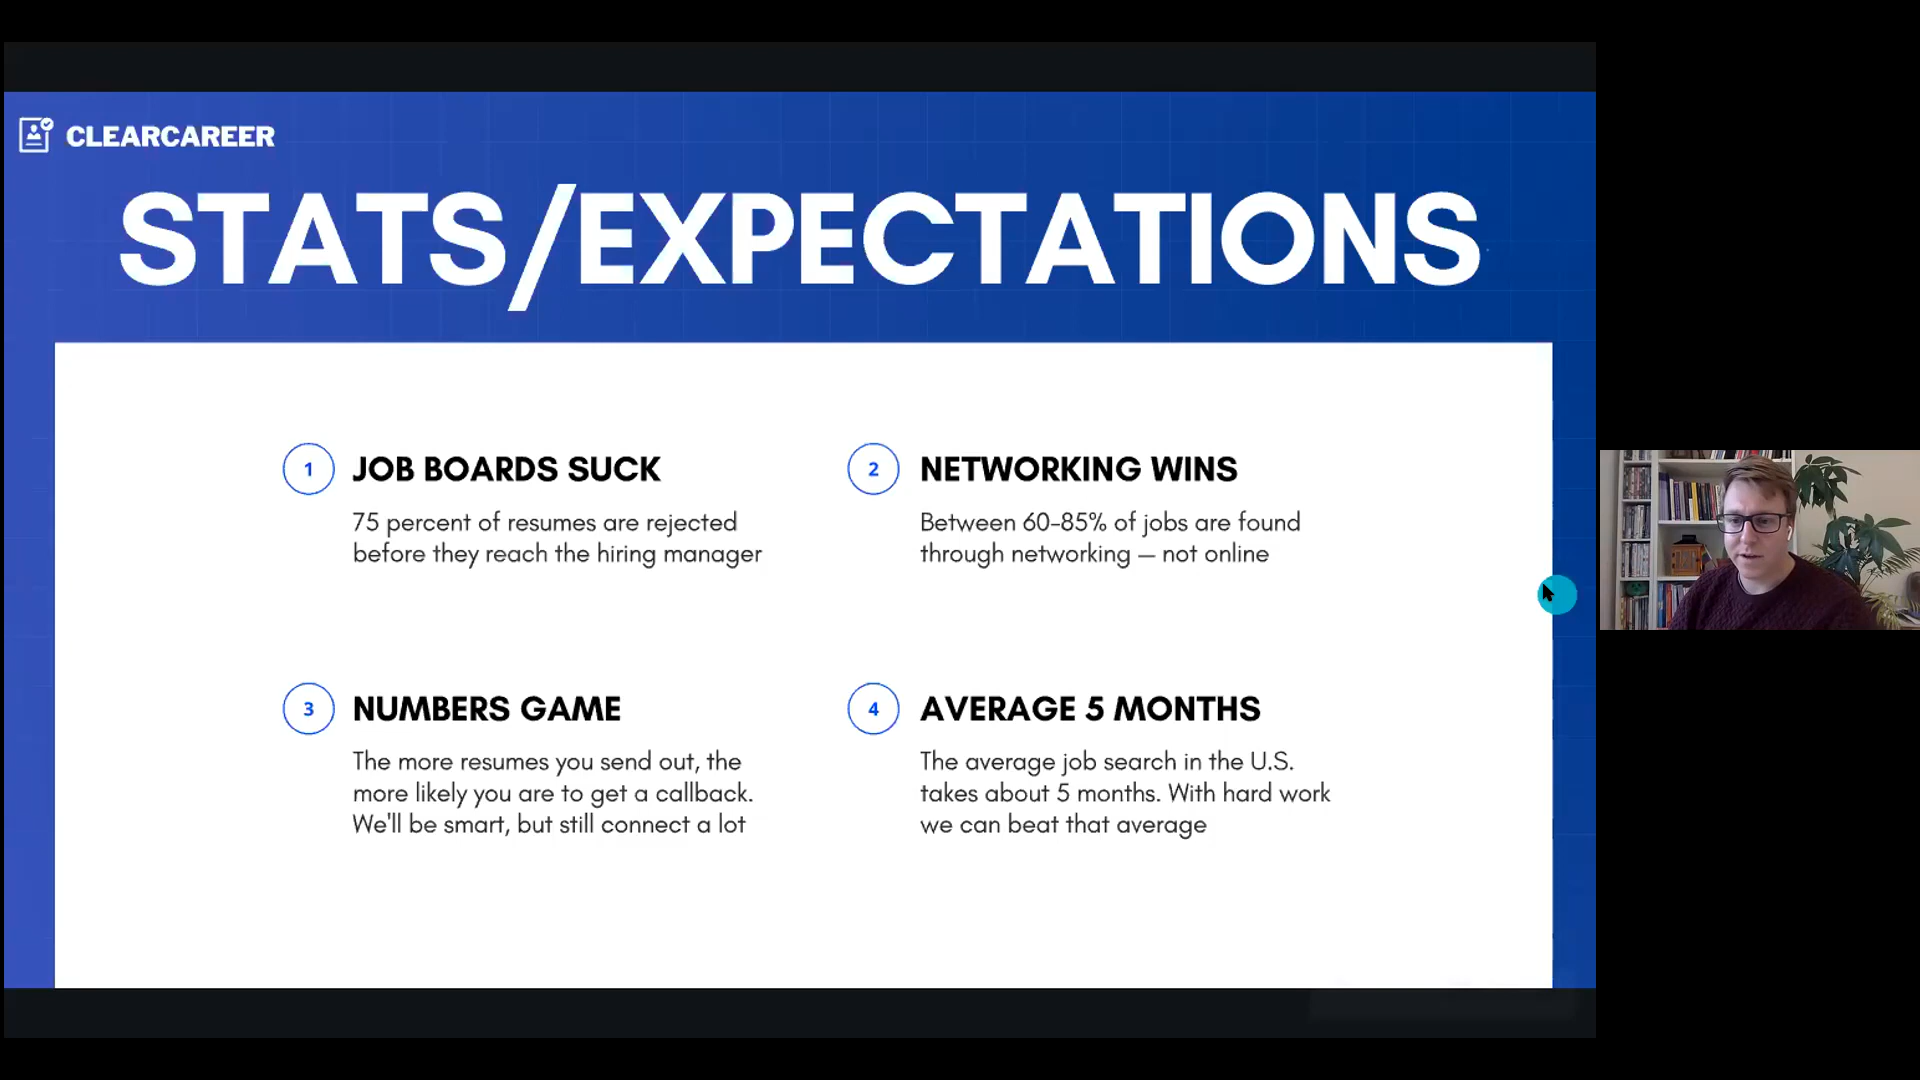 CLEARCAREER
STATS/EXPECTATIONS
1
JOB BOARDS SUCK
75 percent of resumes are rejected
before they reach the hiring manager
2
NETWORKING WINS
Between 60-85% of jobs are found
through networking — not online
3
NUMBERS GAME
The more resumes you send out, the
more likely you are to get a callback.
We'll be smart, but still connect a lot
4
AVERAGE 5 MONTHS
The average job search in the U.S.
takes about 5 months. With hard work
we can beat that average